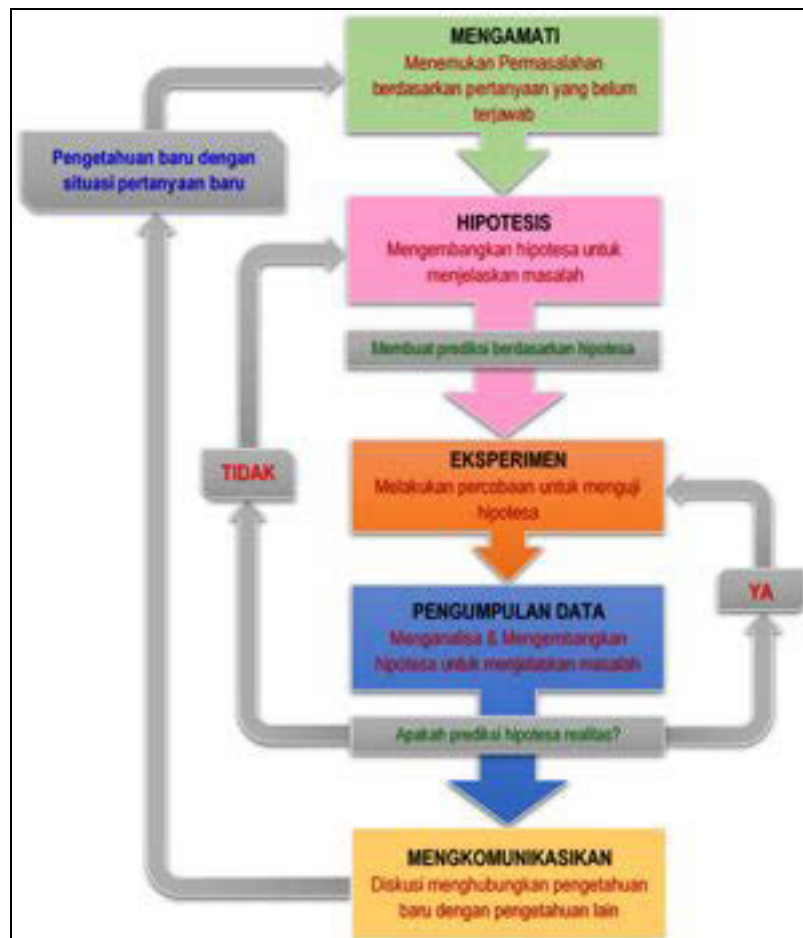 MENGAMATI
Menemukan Permasalahan
berdasarkan pertanyaan yang belum
terjawab
Pengetahuan baru dengan
situasi pertanyaan baru
HIPOTESIS
Mengembangkan hipotesa untuk
menjelaskan masalah
Membuat prediksi berdasarkan hipotesa
TIDAK
EKSPERIMEN
Melakukan percobaan untuk menguji
hipotesa
YA
PENGUMPULAN DATA
Menganalisa & Mengembangkan
hipotesa untuk menjelaskan masalah
Apakah prediksi hipotesa realitas?
MENGKOMUNIKASIKAN
Diskusi menghubungkan pengetahuan
baru dengan pengetahuan lain